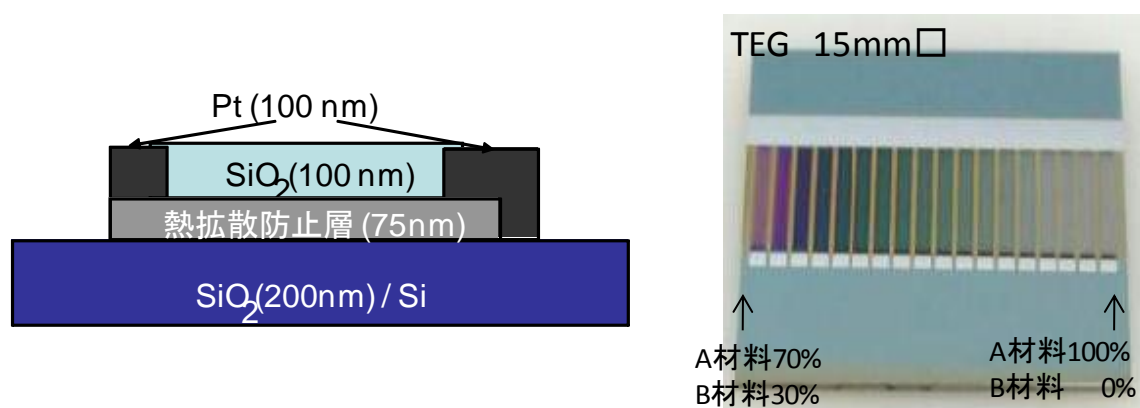 Pt (100 nm)
SiO2(100 nm)
熱拡散防止層 (75nm)
SiO2(200nm) / Si
TEG 15mm□
A材料70%
B材料30%
A材料100%
B材料 0%